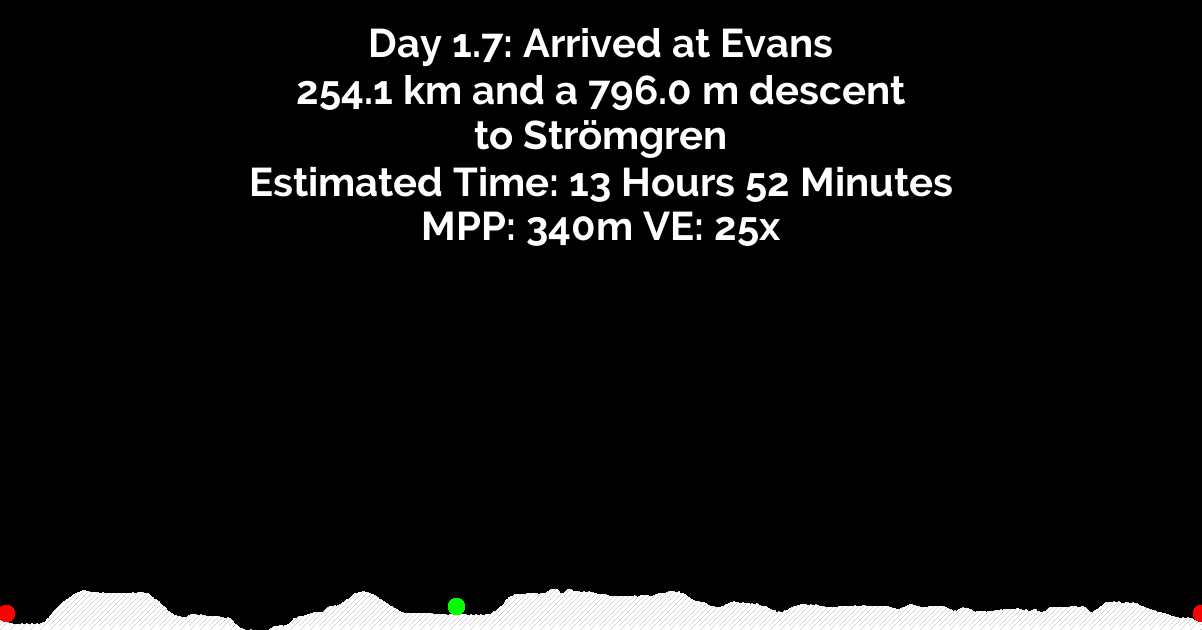 Day 1.7: Arrived at Evans
254.1 km and a 796.0 m descent
to Strömgren
Estimated Time: 13 Hours 52 Minutes
MPP: 340m VE: 25x